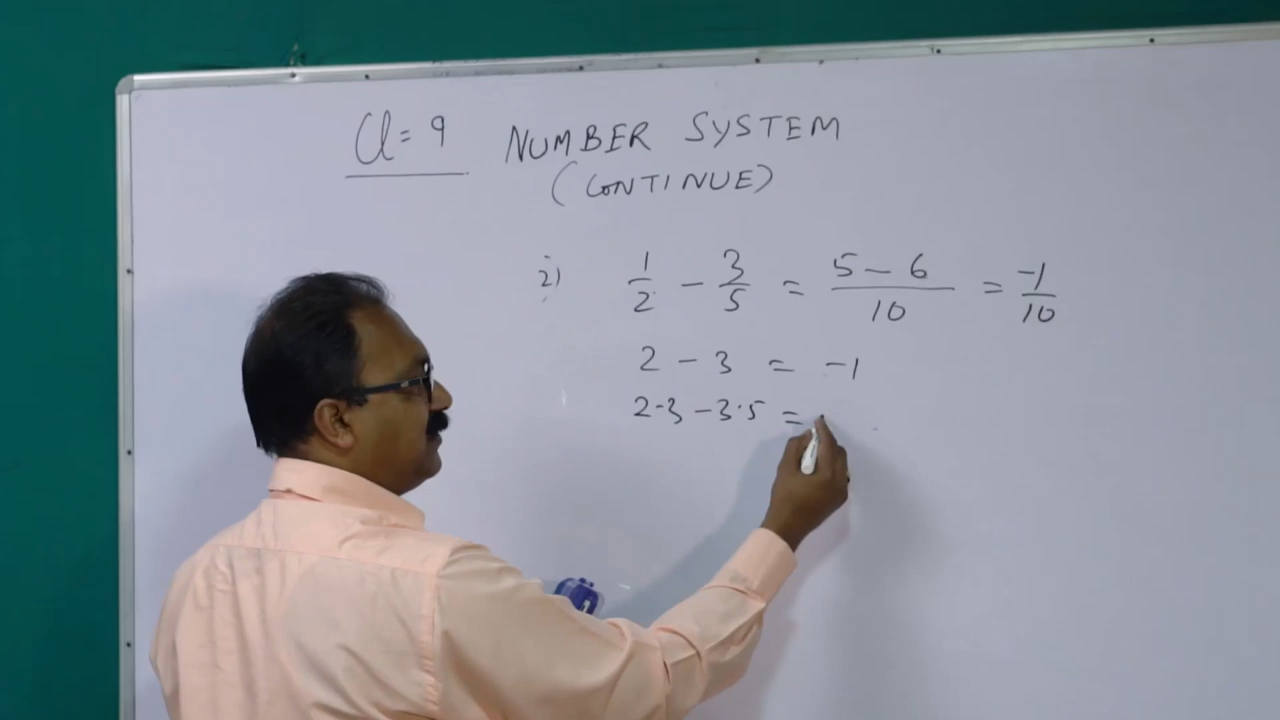 Cl = 9 NUMBER SYSTEM
(CONTINUE)
2) 1/2 - 3/5 = 5 - 6/10 = -1/10
2 - 3 = -1
2·3 - 3·5 =